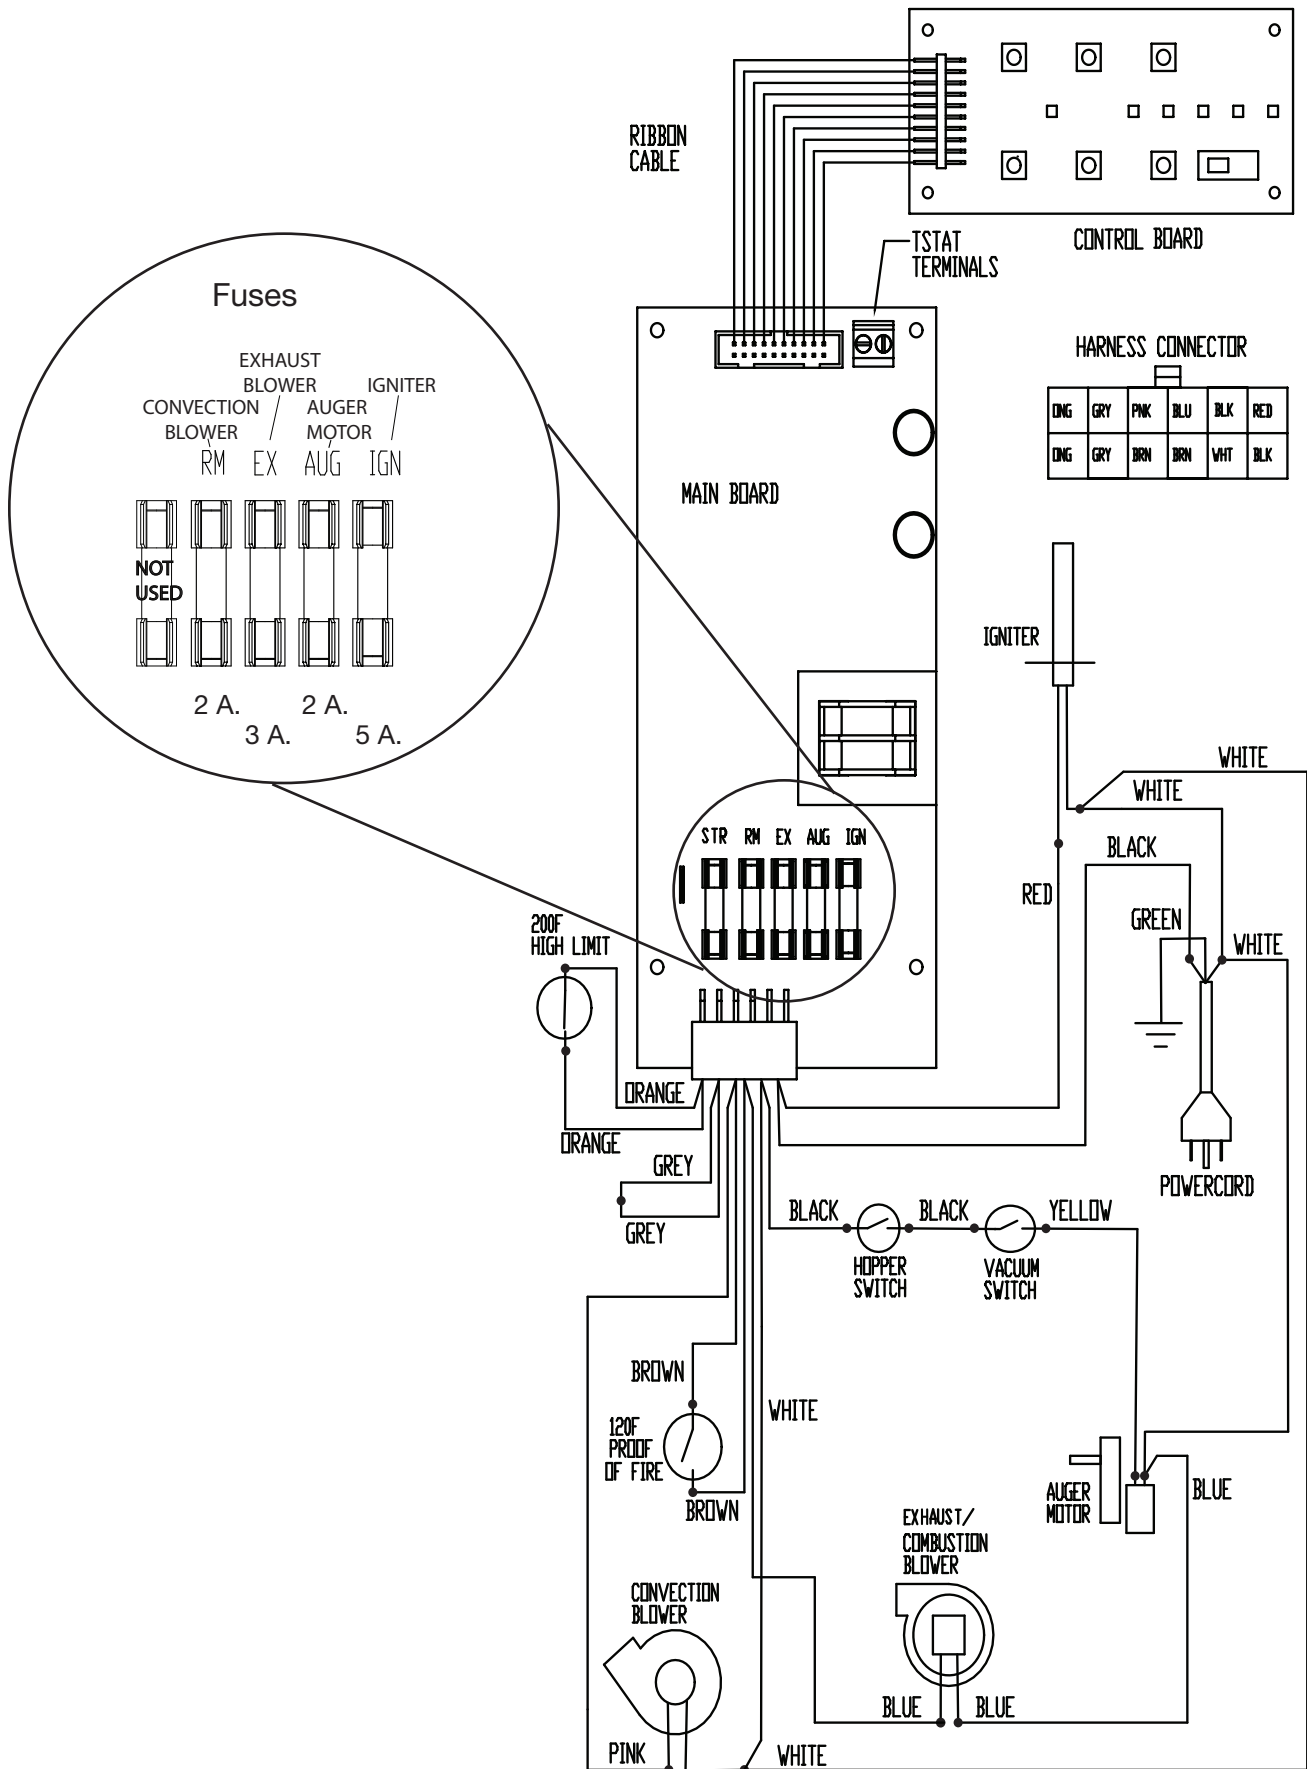 RIBBON
CABLE
CONTROL BOARD
TSTAT
TERMINALS
Fuses
EXHAUST
BLOWER
IGNITER
CONVECTION
BLOWER
AUGER
MOTOR
RM EX AUG IGN
NOT
USED
2 A.
3 A.
2 A.
5 A.
HARNESS CONNECTOR
ONG GRY PNK BLU BLK RED
ONG GRY BRN BRN WHT BLK
MAIN BOARD
IGNITER
WHITE
WHITE
BLACK
RED
GREEN
WHITE
STR RM EX AUG IGN
200F
HIGH LIMIT
ORANGE
ORANGE
GREY
GREY
POWERCORD
BLACK
BLACK
YELLOW
HOPPER
SWITCH
VACUUM
SWITCH
BROWN
WHITE
120F
PROOF
OF FIRE
BROWN
AUGER
MOTOR
BLUE
EXHAUST/
COMBUSTION
BLOWER
CONVECTION
BLOWER
BLUE
BLUE
PINK
WHITE